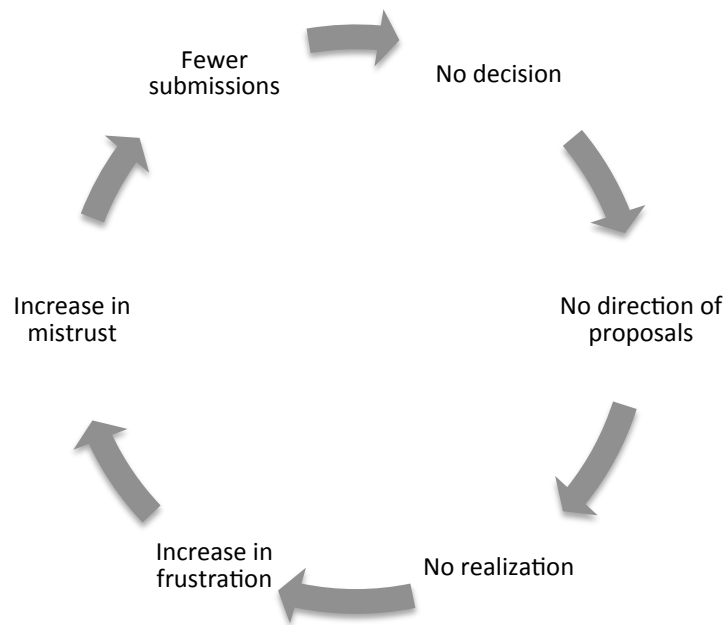 Fewer
submissions
No decision
No direction of
proposals
No realization
Increase in
frustration
Increase in
mistrust